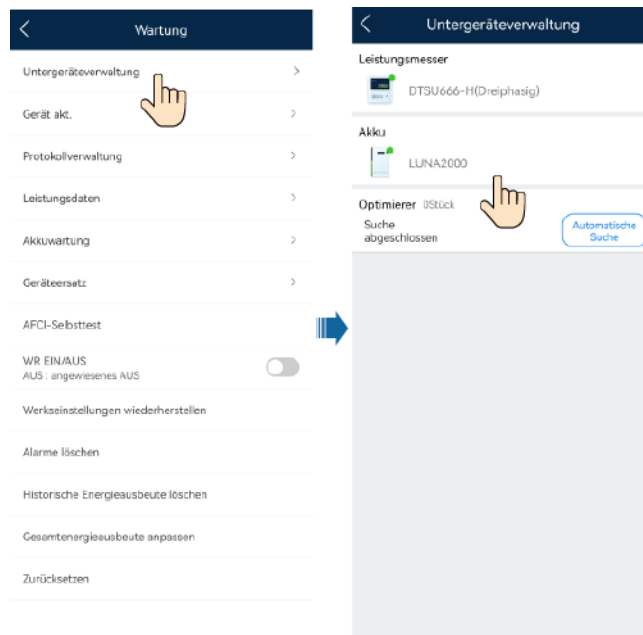 Wartung
Untergeräteverwaltung
Gerät akt.
Protokollverwaltung
Leistungsdaten
Akkuwartung
Geräteersatz
AFCI-Selbsttest
WR EIN/AUS
AUS : angewiesenes AUS
Werkseinstellungen wiederherstellen
Alarme löschen
Historische Energieausbeute löschen
Gesamtenergieausbeute anpassen
Zurücksetzen
Untergeräteverwaltung
Leistungsmesser
DTSU666-H(Dreiphasig)
Akku
LUNA2000
Optimierer 0Stück
Suche
abgeschlossen
Automatische
Suche